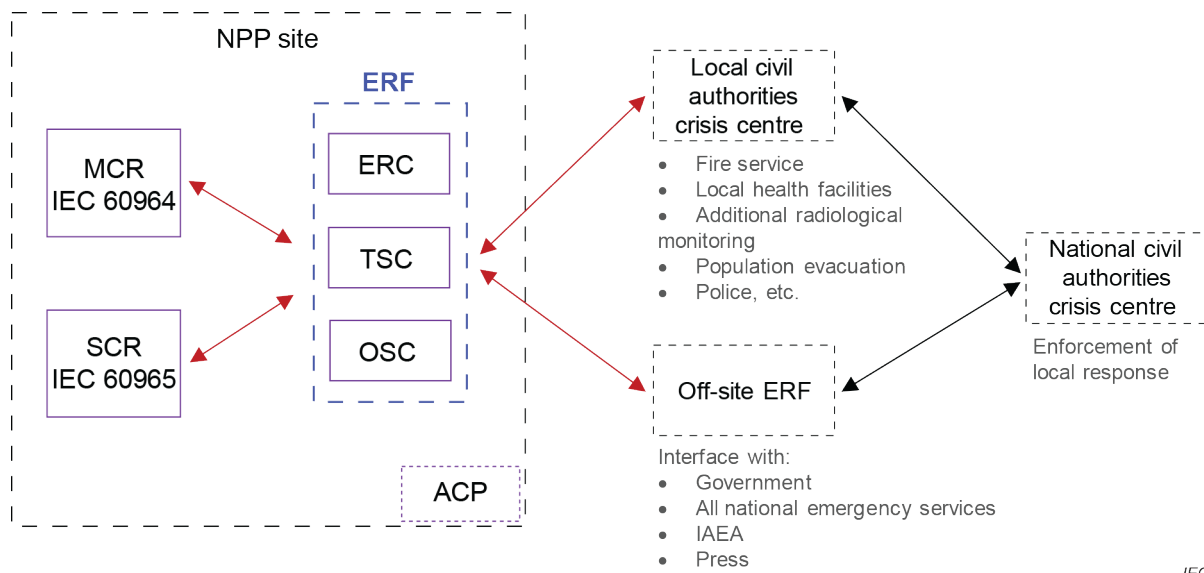 NPP site
ERF
MCR
IEC 60964
ERC
TSC
SCR
IEC 60965
OSC
ACP
Local civil
authorities
crisis centre
• Fire service
• Local health facilities
• Additional radiological
monitoring
• Population evacuation
• Police, etc.
Off-site ERF
Interface with:
• Government
• All national emergency services
• IAEA
• Press
National civil
authorities
crisis centre
Enforcement of
local response